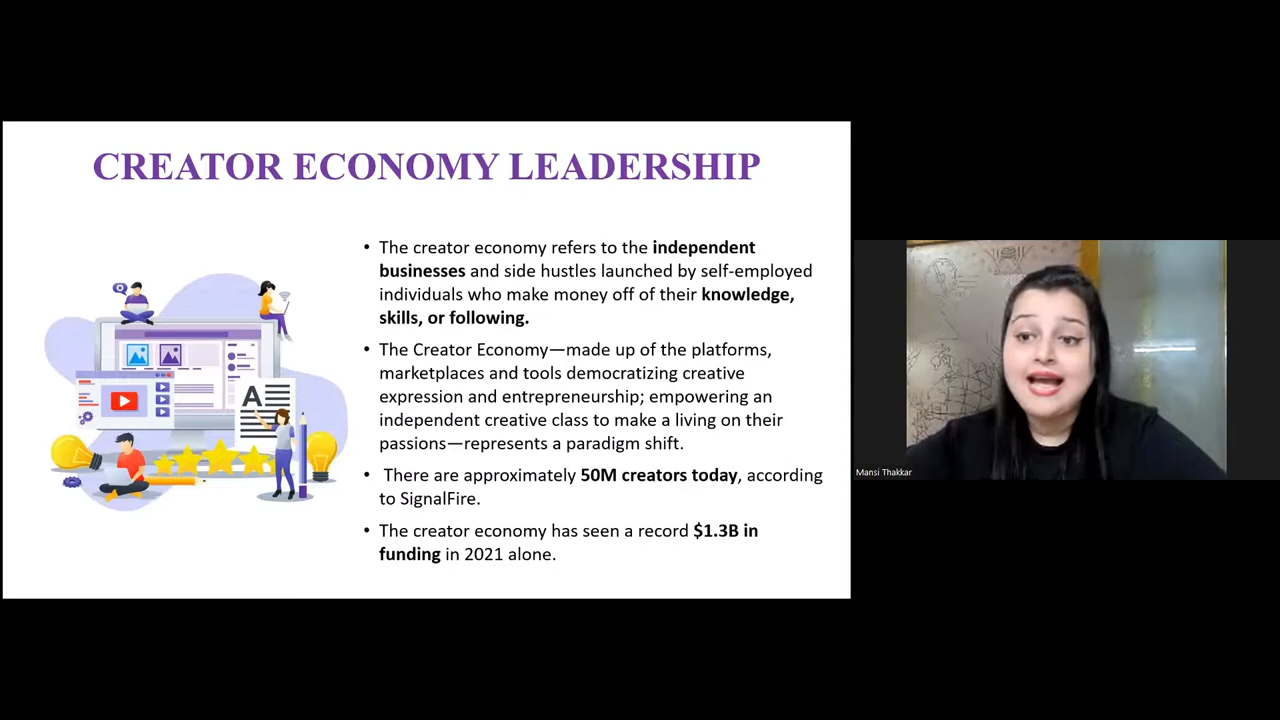 CREATOR ECONOMY LEADERSHIP
• The creator economy refers to the independent
businesses and side hustles launched by self-employed
individuals who make money off of their knowledge,
skills, or following.
• The Creator Economy—made up of the platforms,
marketplaces and tools democratizing creative
expression and entrepreneurship; empowering an
independent creative class to make a living on their
passions—represents a paradigm shift.
• There are approximately 50M creators today, according
to SignalFire.
• The creator economy has seen a record $1.3B in
funding in 2021 alone.
A
Mansi Thakkar